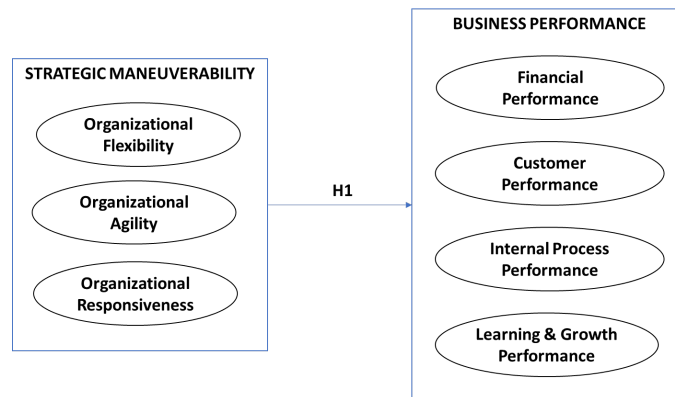 STRATEGIC MANEUVERABILITY
Organizational
Flexibility
Organizational
Agility
Organizational
Responsiveness
H1
BUSINESS PERFORMANCE
Financial
Performance
Customer
Performance
Internal Process
Performance
Learning & Growth
Performance